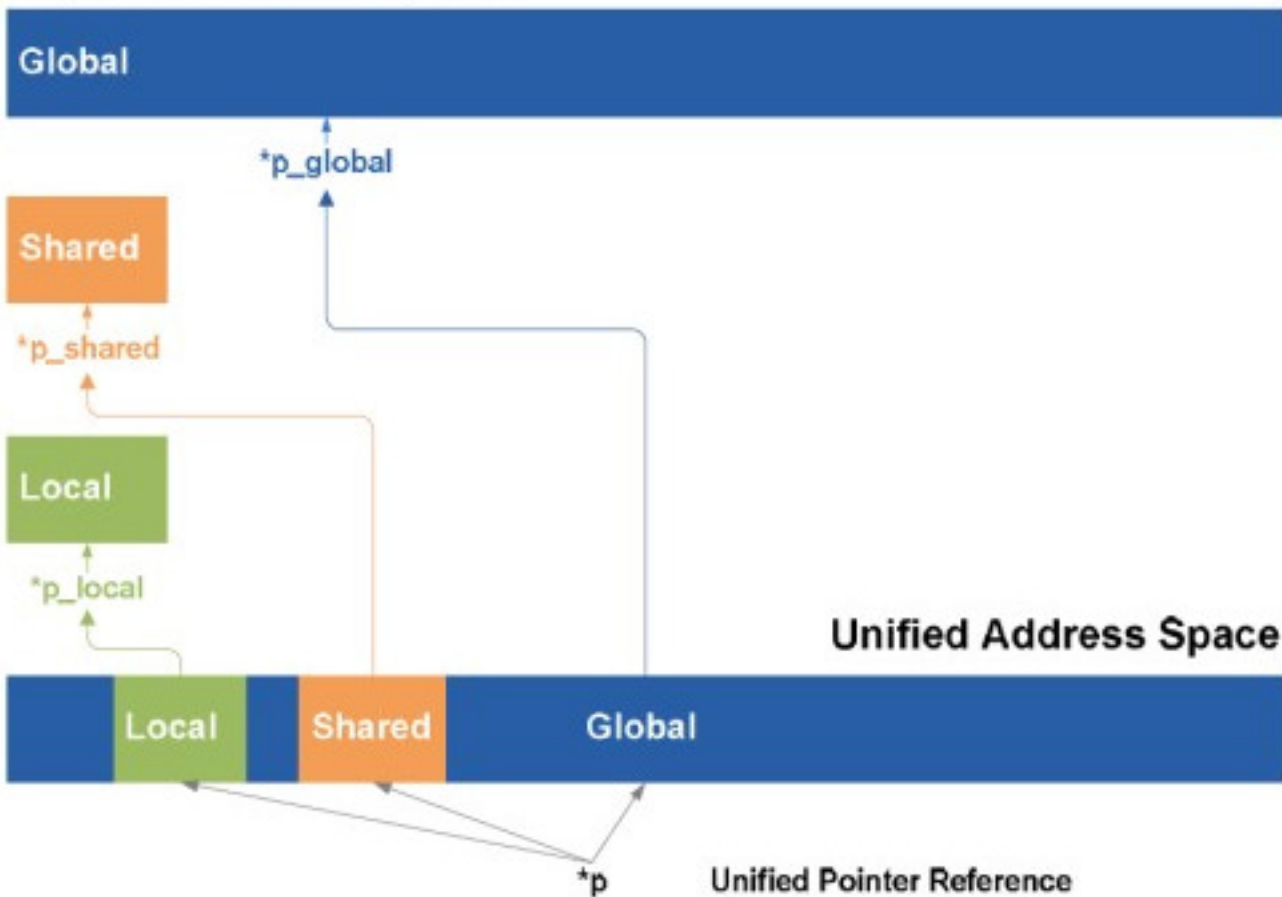 Global
*p_global
Shared
*p_shared
Local
*p_local
Unified Address Space
Local Shared Global
*p Unified Pointer Reference